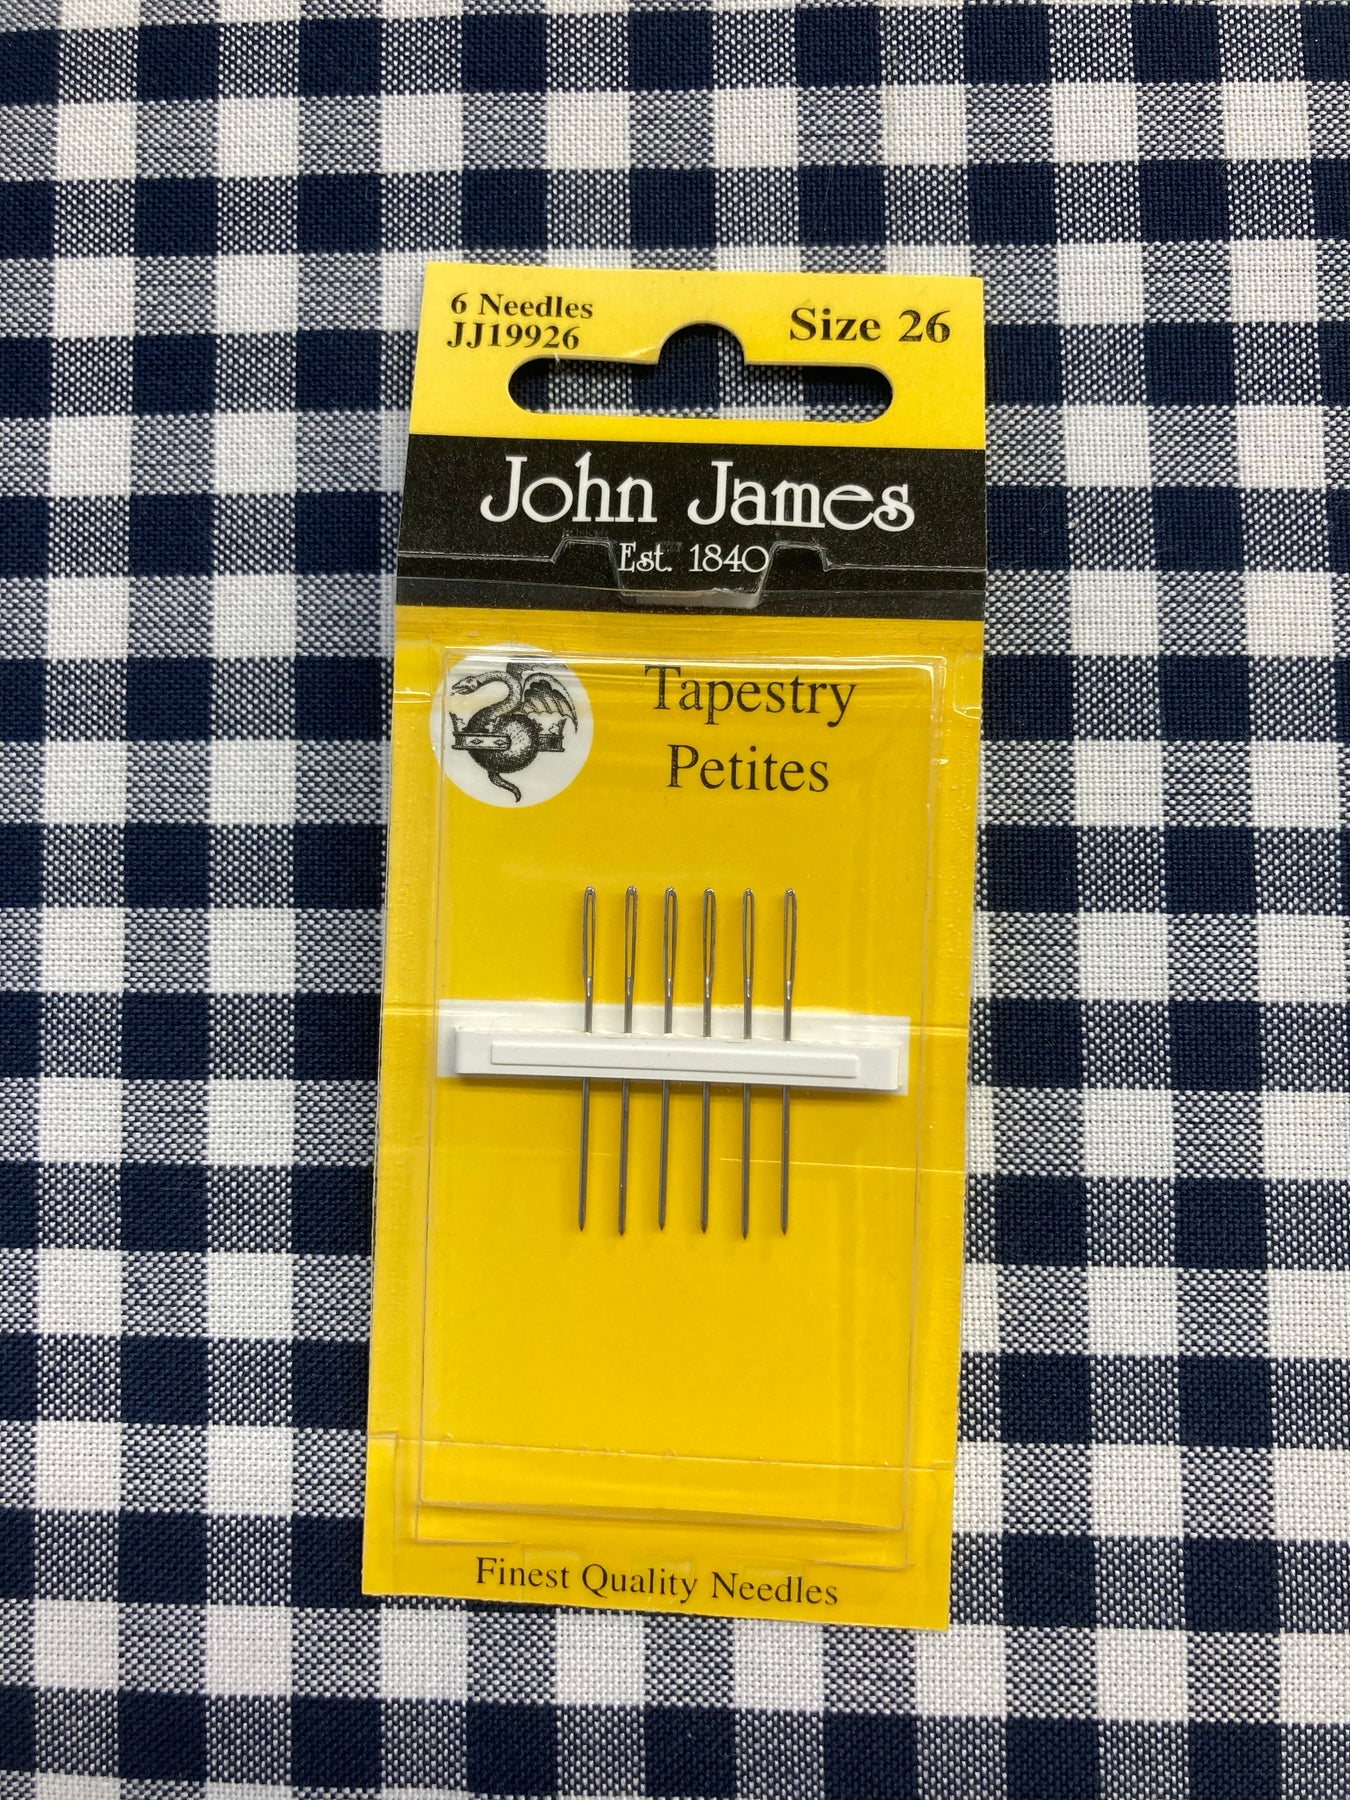 6 Needles
JJ19926
Size 26
John James
Est. 1840
Tapestry
Petites
Finest Quality Needles